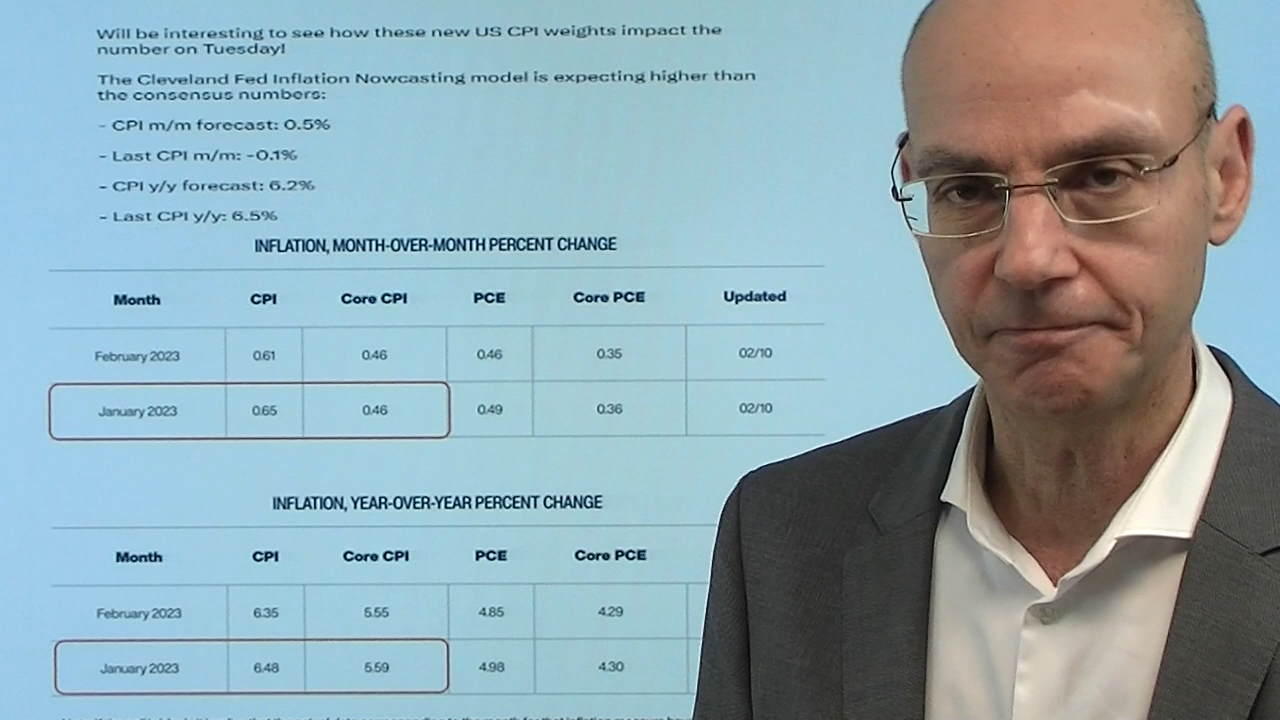 Will be interesting to see how these new US CPI weights impact the
number on Tuesday!
The Cleveland Fed Inflation Nowcasting model is expecting higher than
the consensus numbers:
- CPI m/m forecast: 0.5%
- Last CPI m/m: -0.1%
- CPI y/y forecast: 6.2%
- Last CPI y/y: 6.5%
INFLATION, MONTH-OVER-MONTH PERCENT CHANGE
Month CPI Core CPI PCE Core PCE Updated
February 2023 0.61 0.46 0.46 0.35 02/10
January 2023 0.65 0.46 0.49 0.36 02/10
INFLATION, YEAR-OVER-YEAR PERCENT CHANGE
Month CPI Core CPI PCE Core PCE
February 2023 6.35 5.55 4.85 4.29
January 2023 6.48 5.59 4.98 4.30